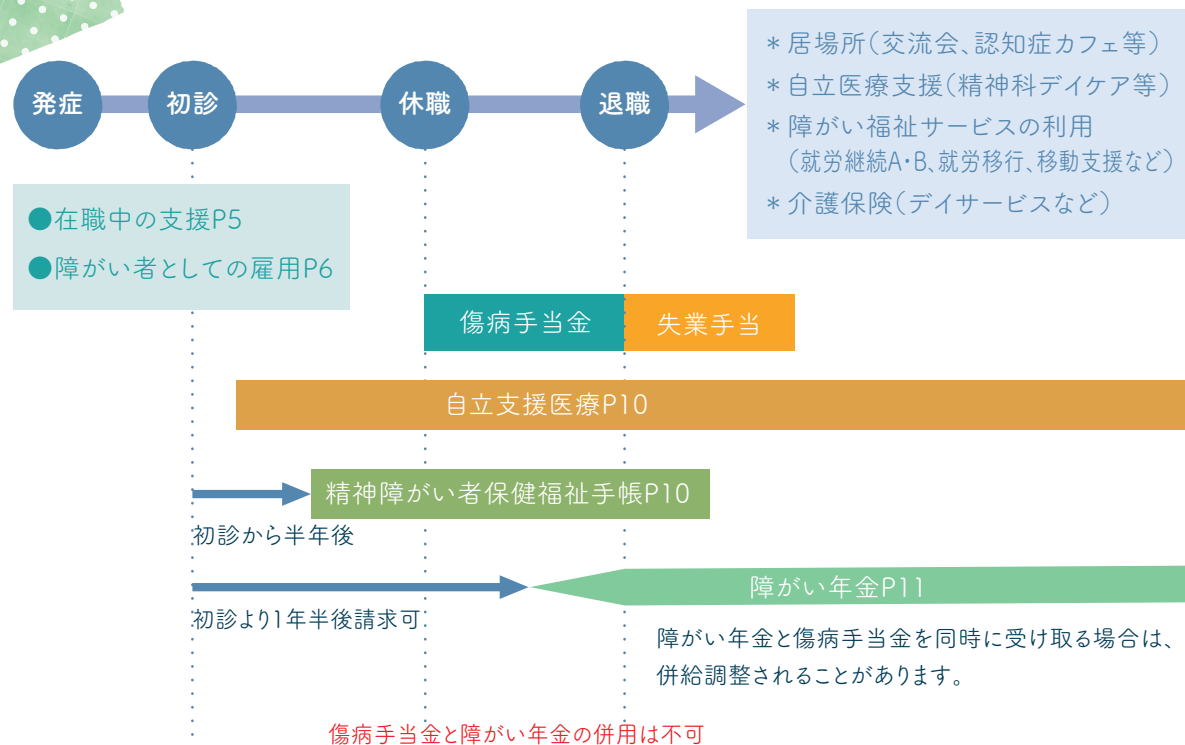 発症
初診
休職
退職
＊居場所(交流会、認知症カフェ等)
＊自立医療支援(精神科デイケア等)
＊障がい福祉サービスの利用
(就労継続A・B、就労移行、移動支援など)
＊介護保険(デイサービスなど)
●在職中の支援P5
●障がい者としての雇用P6
傷病手当金
失業手当
自立支援医療P10
精神障がい者保健福祉手帳P10
初診から半年後
障がい年金P11
初診より1年半後請求可
障がい年金と傷病手当金を同時に受け取る場合は、
併給調整されることがあります。
傷病手当金と障がい年金の併用は不可